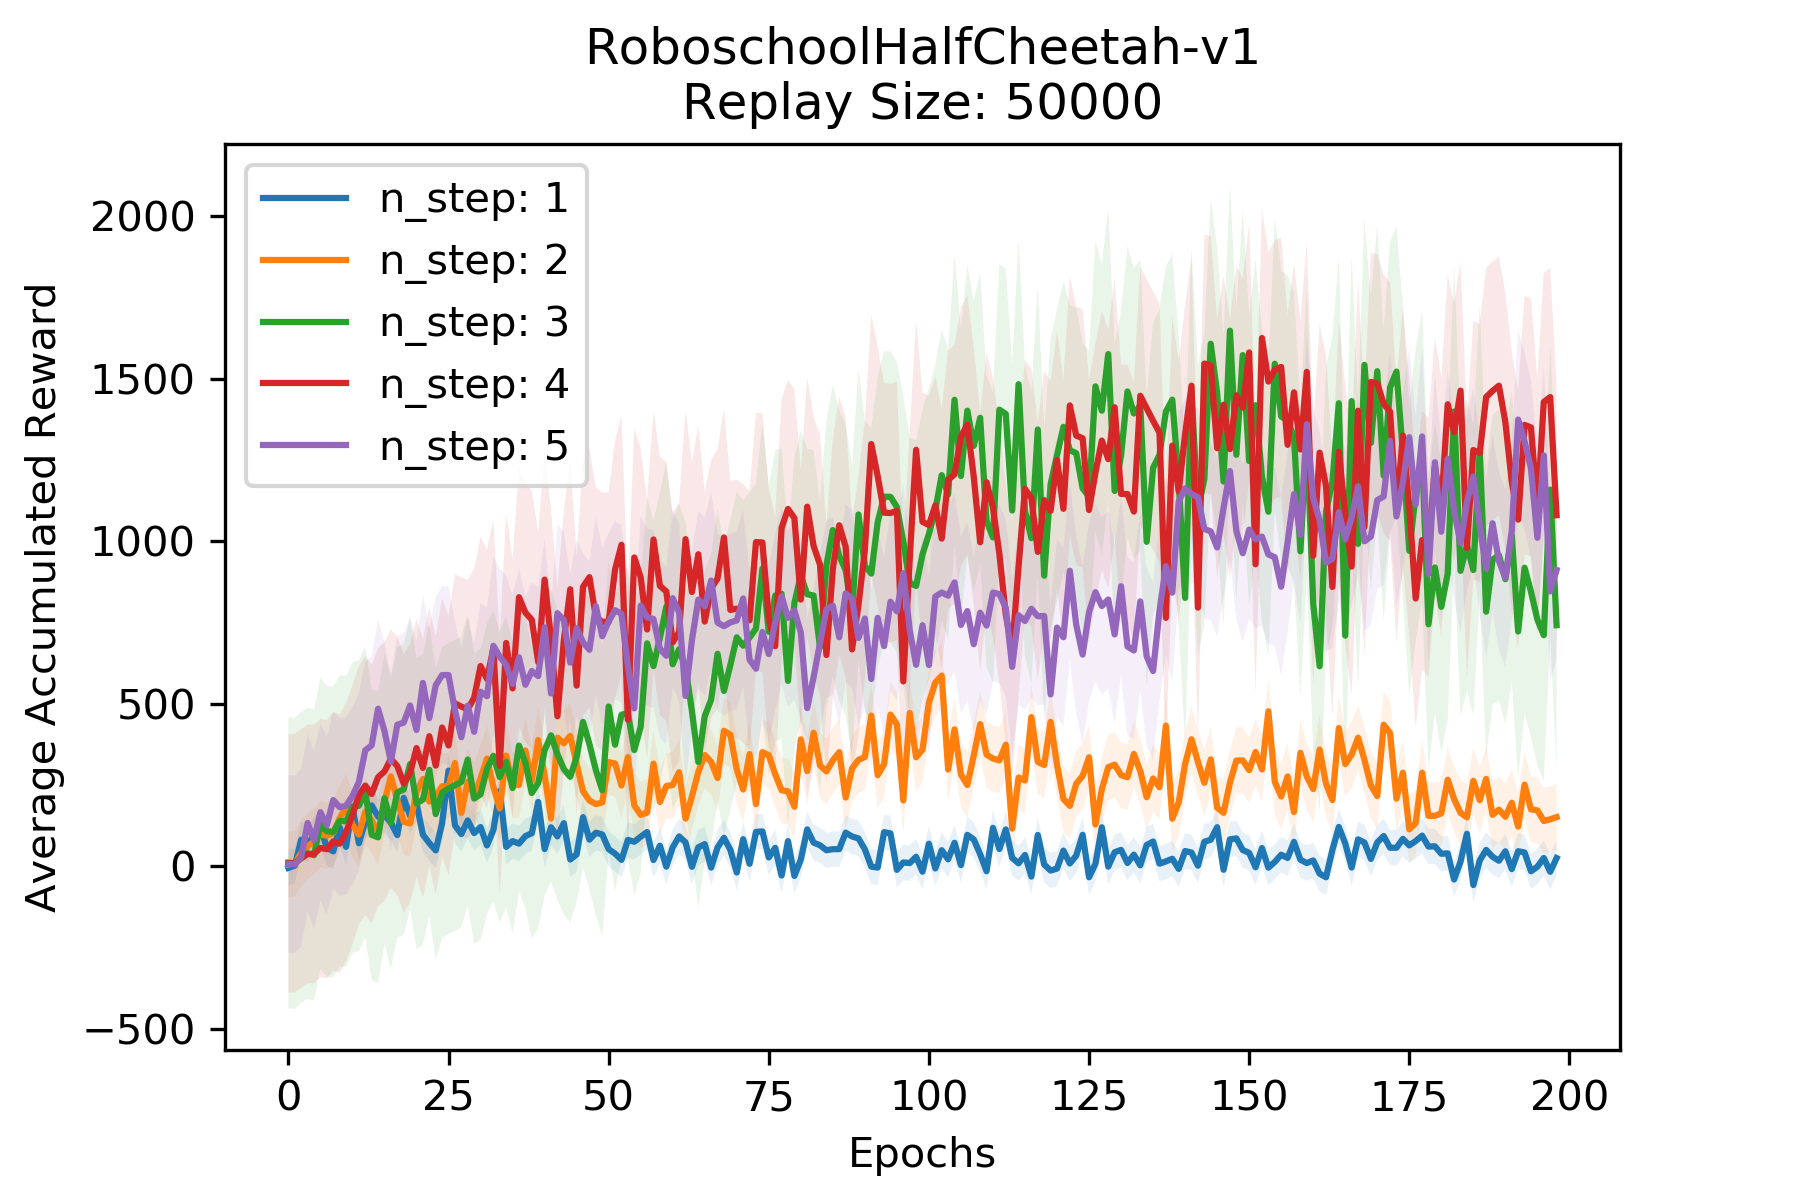 RoboschoolHalfCheetah-v1
Replay Size: 50000
n_step: 1
n_step: 2
n_step: 3
n_step: 4
n_step: 5
Average Accumulated Reward
2000
1500
1000
500
0
−500
0 25 50 75 100 125 150 175 200
Epochs